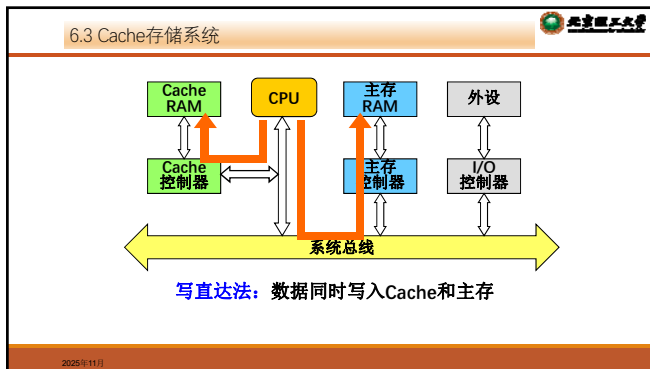 6.3 Cache存储系统
北京理工大学
Cache
RAM
CPU
主存
RAM
外设
Cache
控制器
主存
控制器
I/O
控制器
系统总线
写直达法：数据同时写入Cache和主存
2025年11月